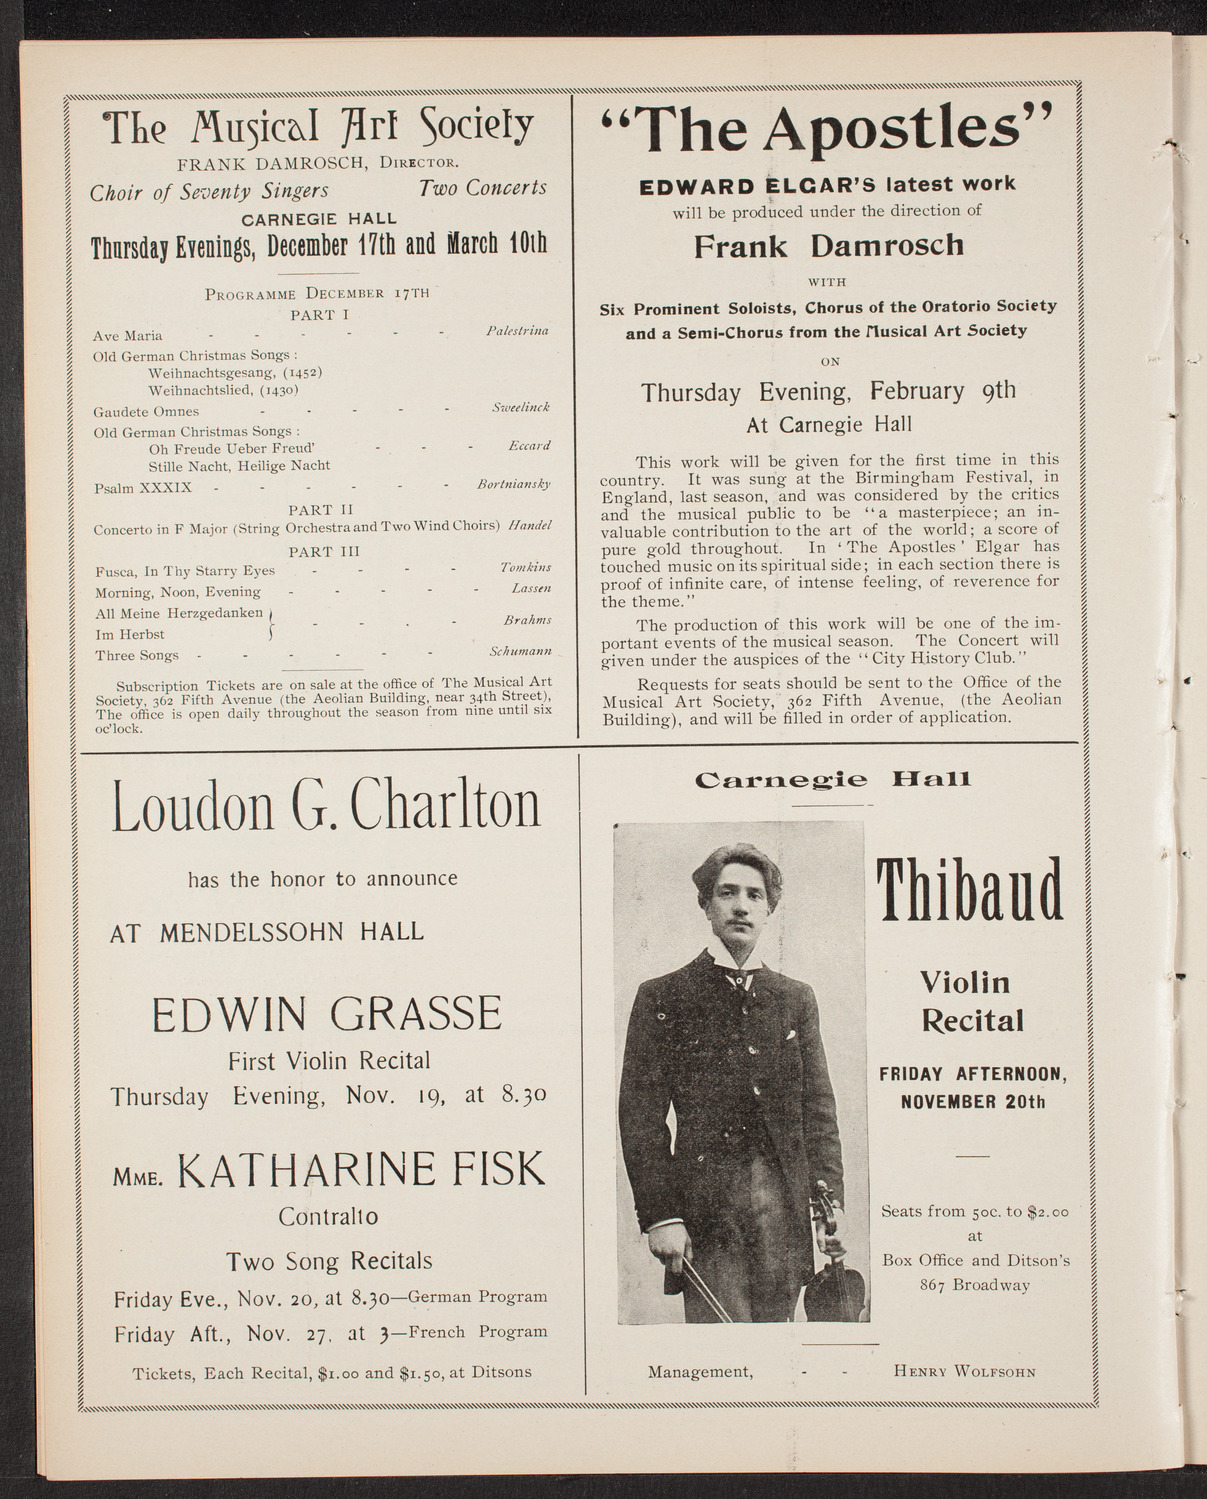 The Musical Art Society
FRANK DAMROSCH, DIRECTOR.
Choir of Seventy Singers Two Concerts
CARNEGIE HALL
Thursday Evenings, December 17th and March 10th
PROGRAMME DECEMBER 17TH
PART I
Ave Maria - - - - - - Palestrina
Old German Christmas Songs :
Weihnachtsgesang, (1452)
Weihnachtslied, (1430)
Gaudete Omnes - - - - - Sweelinck
Old German Christmas Songs :
Oh Freude Ueber Freud' - - - Eccard
Stille Nacht, Heilige Nacht
Psalm XXXIX - - - - - - Bortniansky
PART II
Concerto in F Major (String Orchestra and Two Wind Choirs) Handel
PART III
Fusca, In Thy Starry Eyes - - - - Tomkins
Morning, Noon, Evening - - - - - Lassen
All Meine Herzgedanken }
Im Herbst } - - - - Brahms
Three Songs - - - - - - Schumann
Subscription Tickets are on sale at the office of The Musical Art
Society, 362 Fifth Avenue (the Aeolian Building, near 34th Street),
The office is open daily throughout the season from nine until six
oc'lock.
"The Apostles"
EDWARD ELGAR'S latest work
will be produced under the direction of
Frank Damrosch
WITH
Six Prominent Soloists, Chorus of the Oratorio Society
and a Semi-Chorus from the Musical Art Society
ON
Thursday Evening, February 9th
At Carnegie Hall
This work will be given for the first time in this
country. It was sung at the Birmingham Festival, in
England, last season, and was considered by the critics
and the musical public to be "a masterpiece; an in-
valuable contribution to the art of the world; a score of
pure gold throughout. In 'The Apostles' Elgar has
touched music on its spiritual side; in each section there is
proof of infinite care, of intense feeling, of reverence for
the theme."
The production of this work will be one of the im-
portant events of the musical season. The Concert will
given under the auspices of the "City History Club."
Requests for seats should be sent to the Office of the
Musical Art Society, 362 Fifth Avenue, (the Aeolian
Building), and will be filled in order of application.
Loudon G. Charlton
has the honor to announce
AT MENDELSSOHN HALL
EDWIN GRASSE
First Violin Recital
Thursday Evening, Nov. 19, at 8.30
MME. KATHARINE FISK
Contralto
Two Song Recitals
Friday Eve., Nov. 20, at 8.30—German Program
Friday Aft., Nov. 27, at 3—French Program
Tickets, Each Recital, $1.00 and $1.50, at Ditsons
Carnegie Hall
Thibaud
Violin
Recital
FRIDAY AFTERNOON,
NOVEMBER 20th
Seats from 50c. to $2.00
at
Box Office and Ditson's
867 Broadway
Management, - - HENRY WOLFSOHN